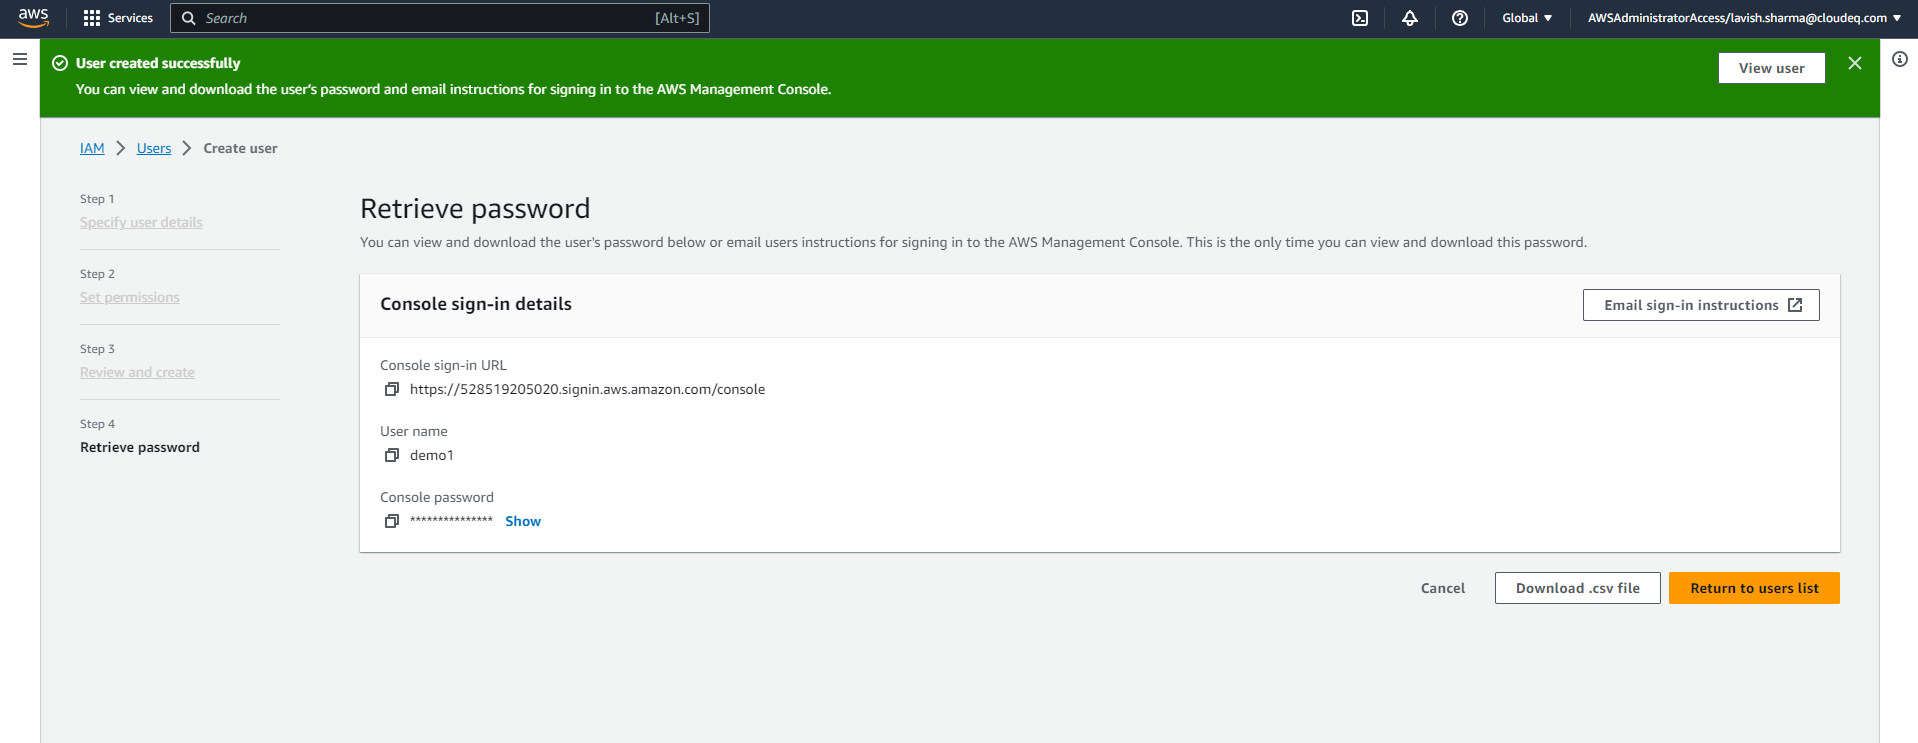 aws
Services
Search
[Alt+S]
Global
AWSAdministratorAccess/lavish.sharma@cloudeq.com
User created successfully
You can view and download the user's password and email instructions for signing in to the AWS Management Console.
View user
IAM
Users
Create user
Step 1
Specify user details
Step 2
Set permissions
Step 3
Review and create
Step 4
Retrieve password
Retrieve password
You can view and download the user's password below or email users instructions for signing in to the AWS Management Console. This is the only time you can view and download this password.
Console sign-in details
Email sign-in instructions
Console sign-in URL
https://528519205020.signin.aws.amazon.com/console
User name
demo1
Console password
*************** Show
Cancel
Download .csv file
Return to users list